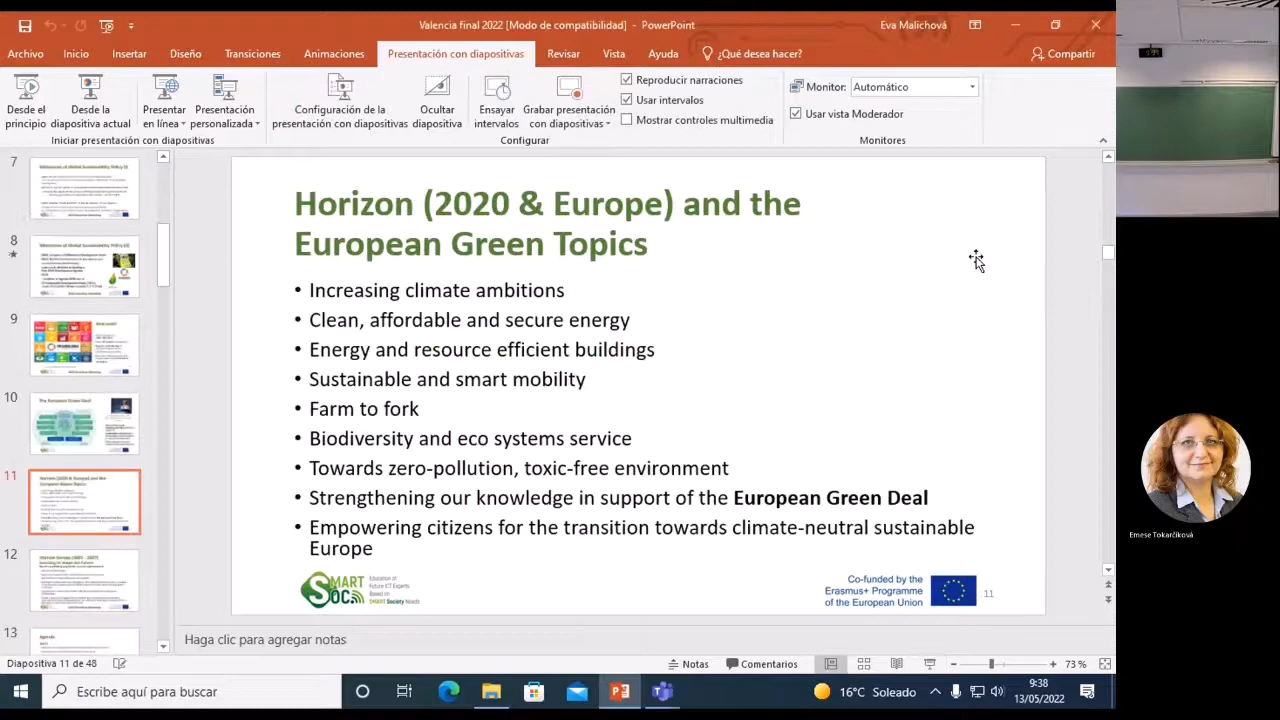 Valencia final 2022 [Modo de compatibilidad] - PowerPoint
Eva Malichová
Archivo Inicio Insertar Diseño Transiciones Animaciones Presentación con diapositivas Revisar Vista Ayuda ¿Qué desea hacer? Compartir
Desde el principio
Desde la diapositiva actual
Presentar en línea
Presentación personalizada
Iniciar presentación con diapositivas
Configuración de la presentación con diapositivas
Ocultar diapositiva
Ensayar intervalos
Grabar presentación con diapositivas
Reproducir narraciones
Usar intervalos
Mostrar controles multimedia
Configurar
Monitor: Automático
Usar vista Moderador
Monitores
7
8
9
10
The European Green Deal
11
12
13
Agenda
Horizon (2020 & Europe) and the
European Green Topics
• Increasing climate ambitions
• Clean, affordable and secure energy
• Energy and resource efficient buildings
• Sustainable and smart mobility
• Farm to fork
• Biodiversity and eco systems service
• Towards zero-pollution, toxic-free environment
• Strengthening our knowledge in support of the European Green Deal
• Empowering citizens for the transition towards climate-neutral sustainable
Europe
SMART SOC
Education of
Future ICT Experts
Based on
SMART Society Needs
Co-funded by the
Erasmus+ Programme
of the European Union
11
Haga clic para agregar notas
Diapositiva 11 de 48
Notas
Comentarios
73 %
Escribe aquí para buscar
16°C Soleado
9:38
13/05/2022
Emese Tokarčíková